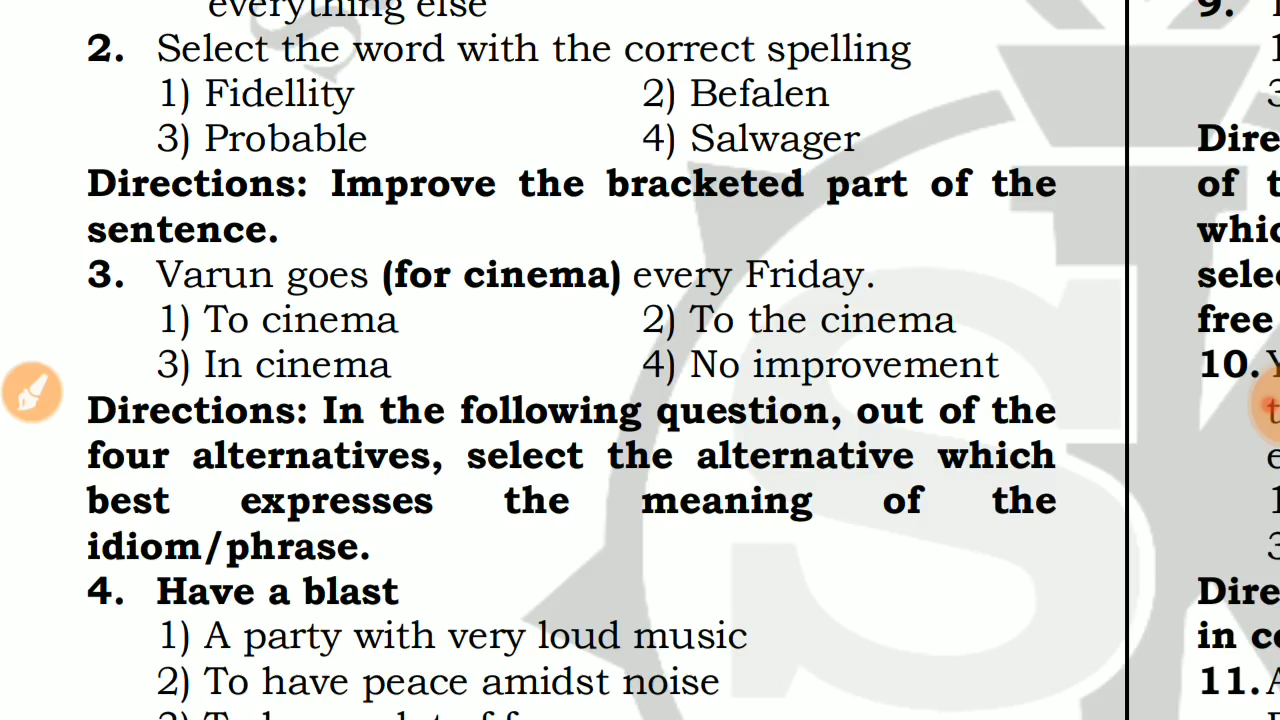 everything else
2. Select the word with the correct spelling
1) Fidellity 2) Befalen
3) Probable 4) Salwager
Directions: Improve the bracketed part of the
sentence.
3. Varun goes (for cinema) every Friday.
1) To cinema 2) To the cinema
3) In cinema 4) No improvement
Directions: In the following question, out of the
four alternatives, select the alternative which
best expresses the meaning of the
idiom/phrase.
4. Have a blast
1) A party with very loud music
2) To have peace amidst noise
9.
1
3
Dire
of t
whic
selec
free
10.
t
e
1
3
Dire
in co
11. A